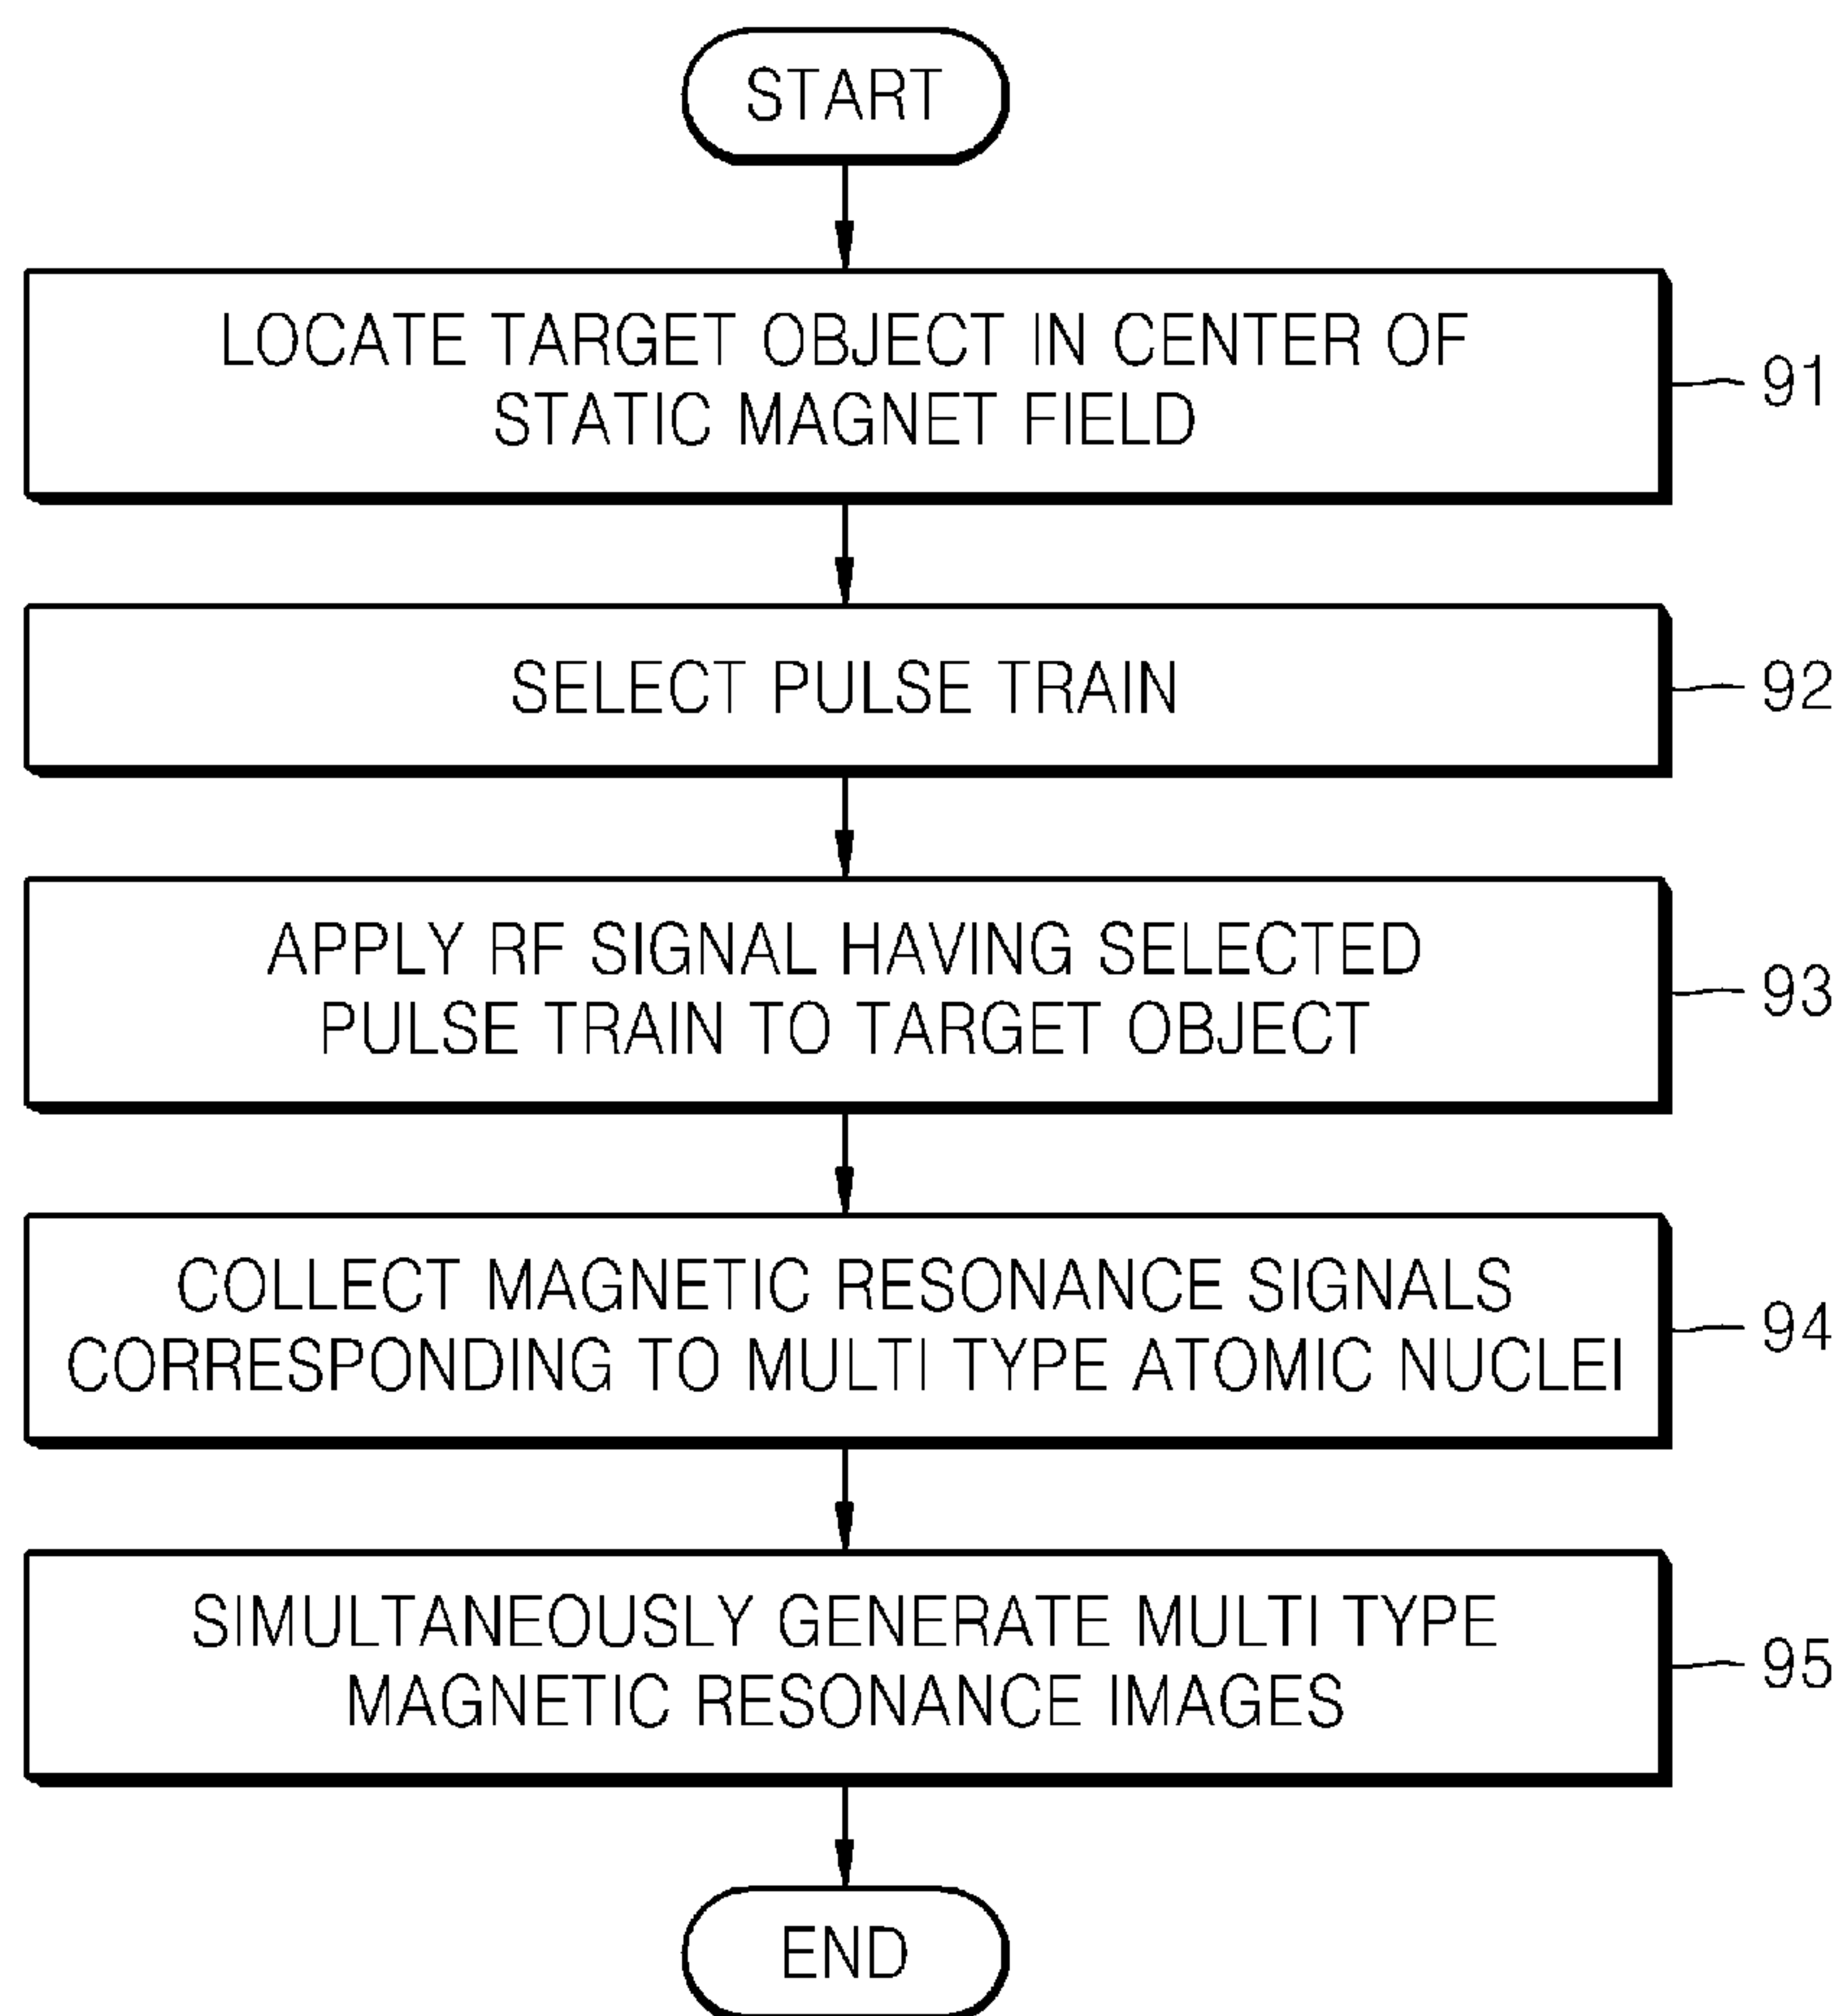 START
LOCATE TARGET OBJECT IN CENTER OF
STATIC MAGNET FIELD
91
SELECT PULSE TRAIN
92
APPLY RF SIGNAL HAVING SELECTED
PULSE TRAIN TO TARGET OBJECT
93
COLLECT MAGNETIC RESONANCE SIGNALS
CORRESPONDING TO MULTI TYPE ATOMIC NUCLEI
94
SIMULTANEOUSLY GENERATE MULTI TYPE
MAGNETIC RESONANCE IMAGES
95
END